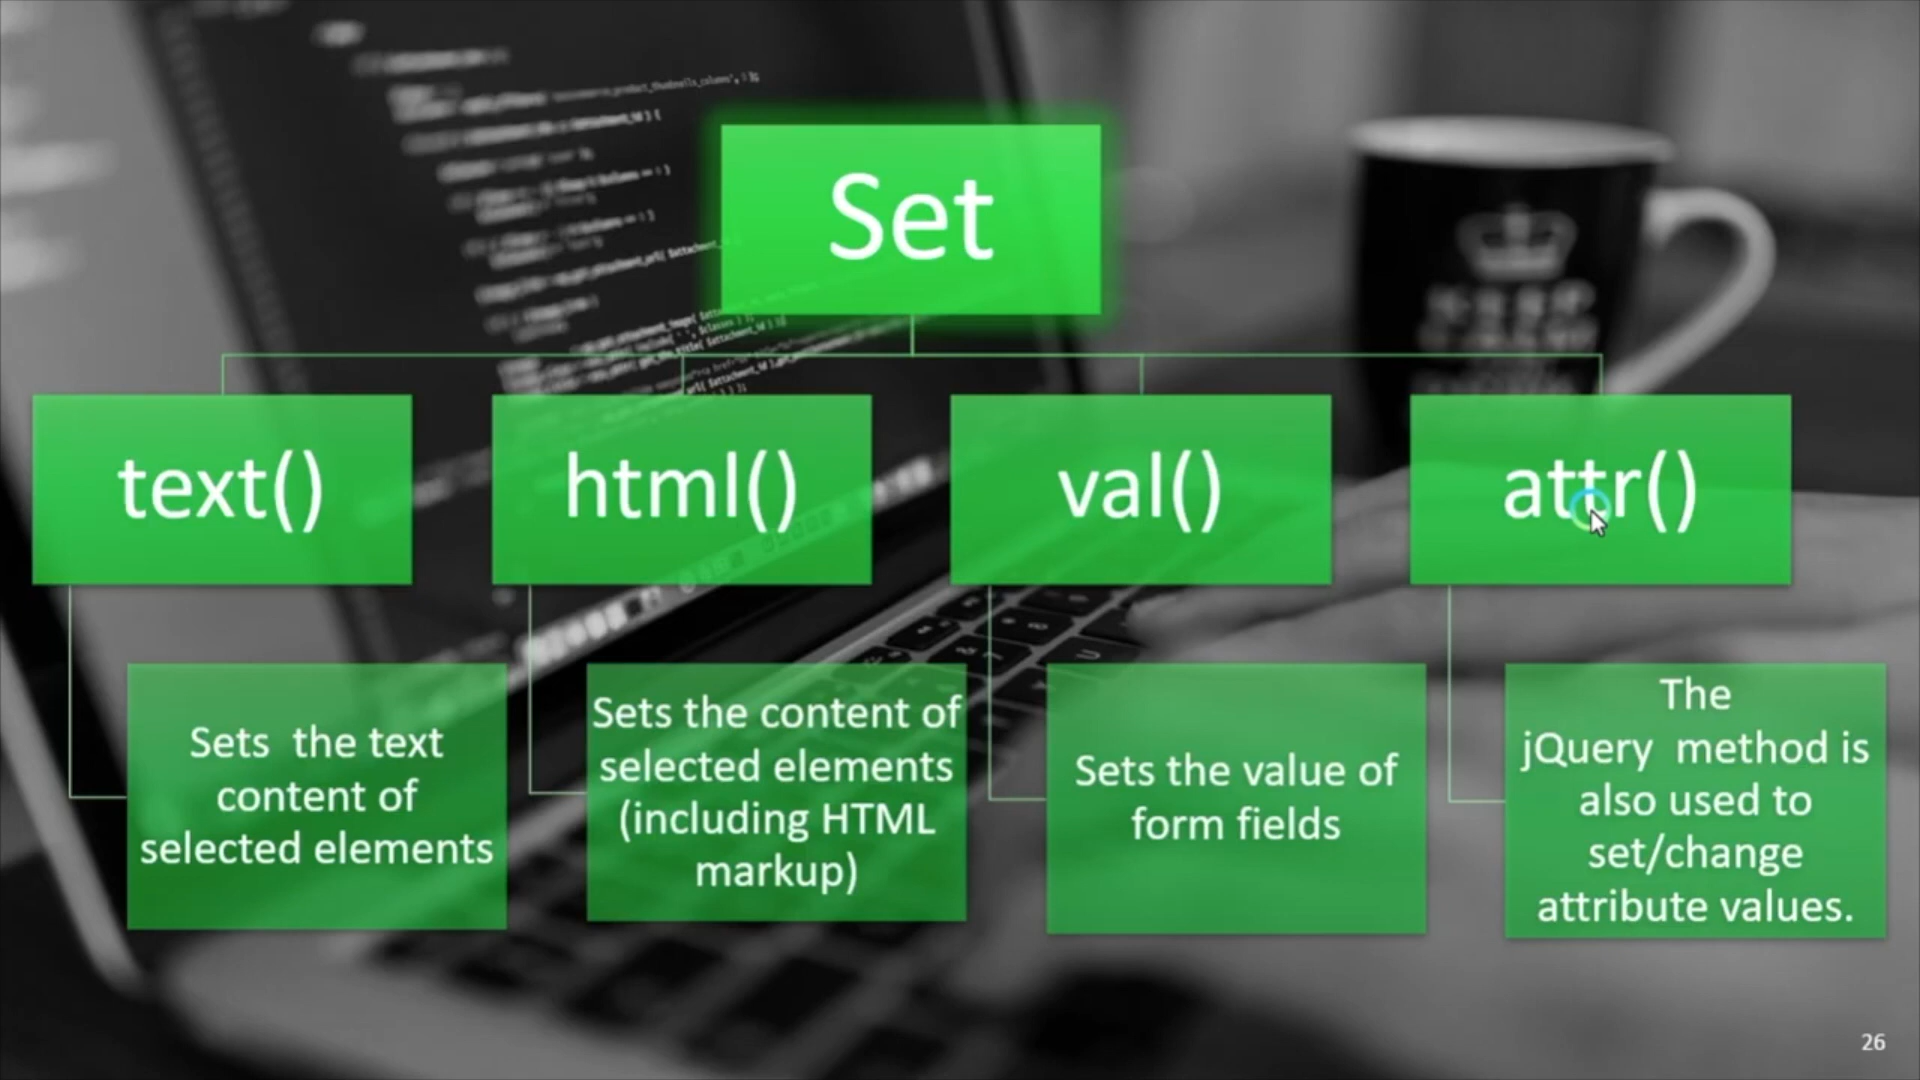 Set
text()
html()
val()
attr()
Sets  the text
content of
selected elements
Sets the content of
selected elements
(including HTML
markup)
Sets the value of
form fields
The
jQuery  method is
also used to
set/change
attribute values.
26